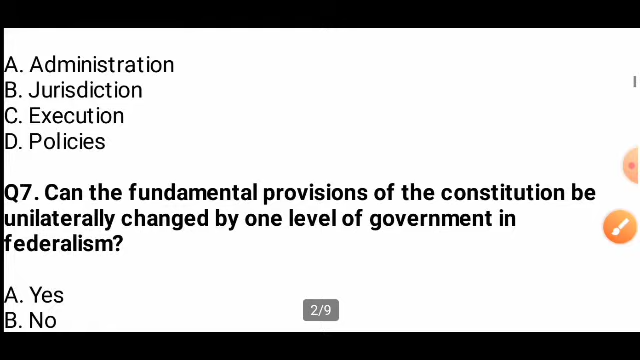 A. Administration
B. Jurisdiction
C. Execution
D. Policies
Q7. Can the fundamental provisions of the constitution be
unilaterally changed by one level of government in
federalism?
A. Yes
B. No
2/9